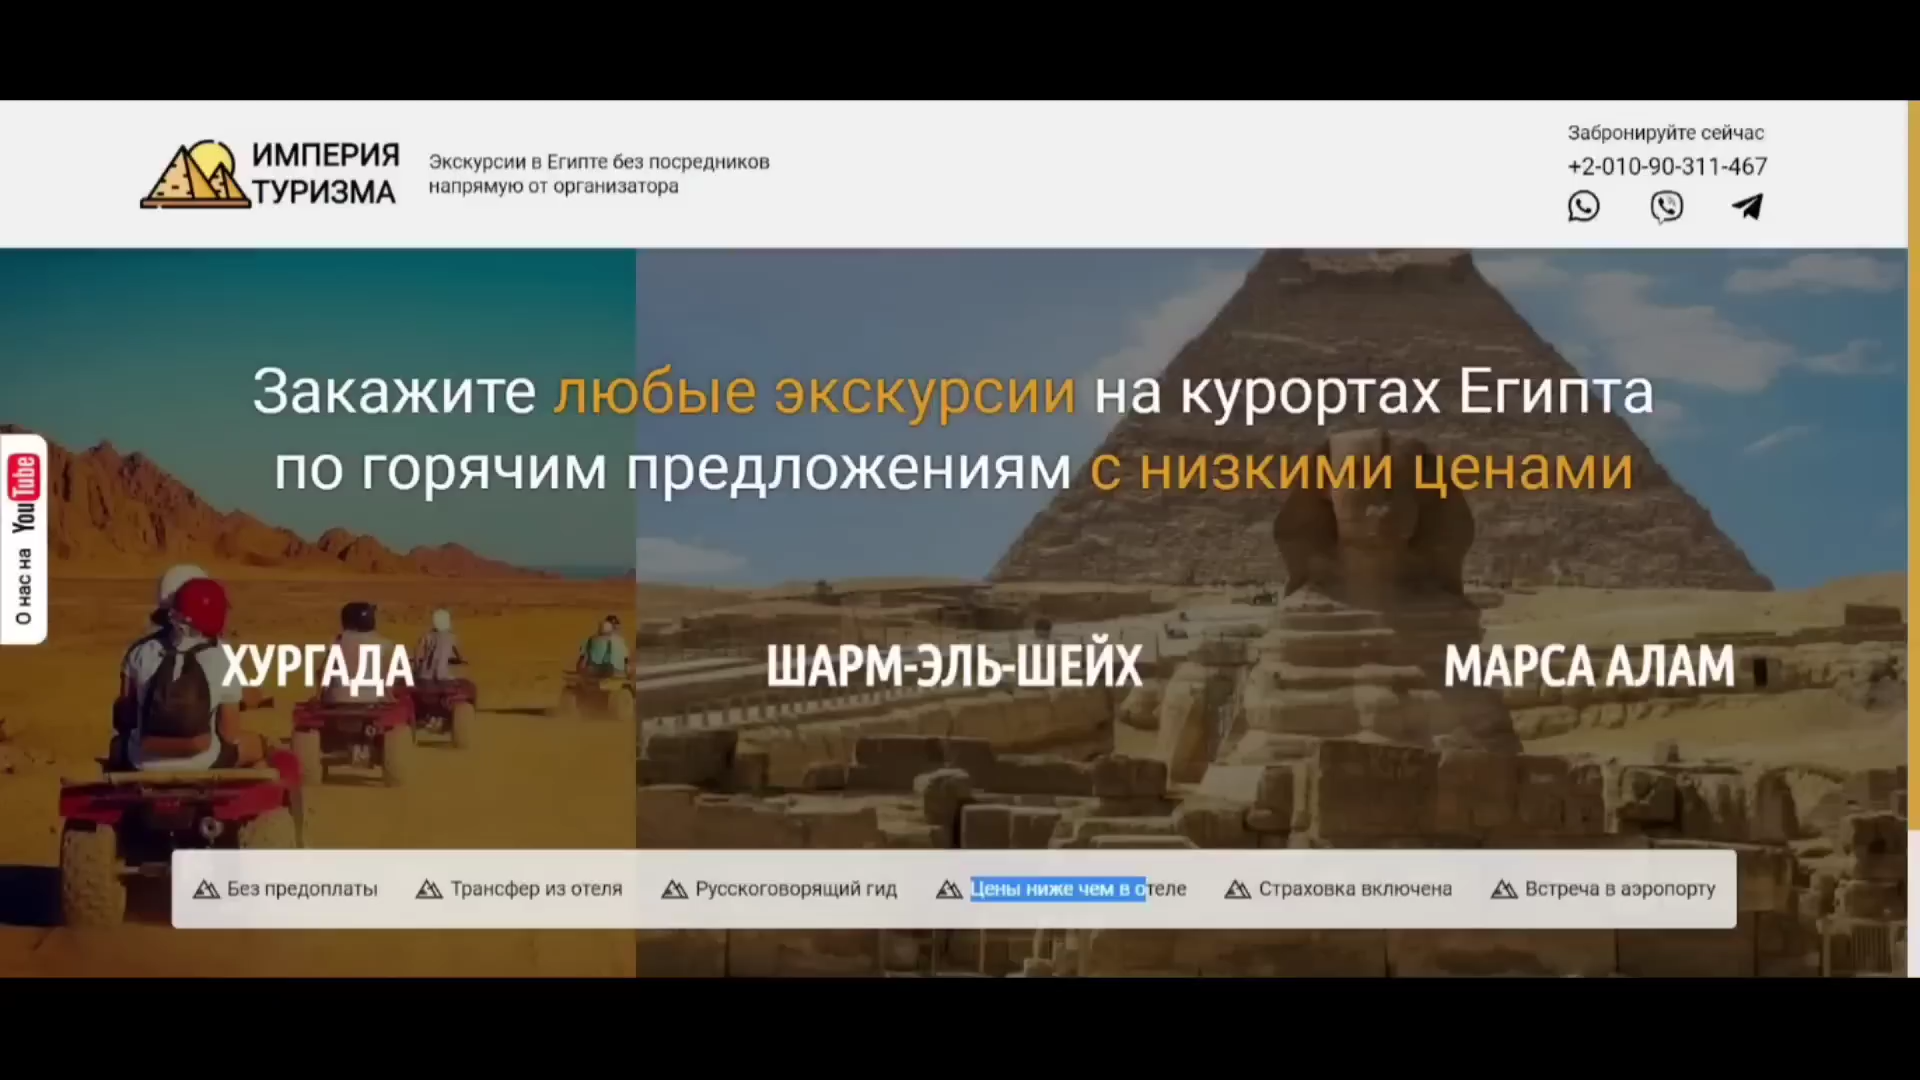 ИМПЕРИЯ
ТУРИЗМА
Экскурсии в Египте без посредников
напрямую от организатора
Забронируйте сейчас
+2-010-90-311-467
Закажите любые экскурсии на курортах Египта
по горячим предложениям с низкими ценами
О нас на YouTube
ХУРГАДА
ШАРМ-ЭЛЬ-ШЕЙХ
МАРСА АЛАМ
Без предоплаты
Трансфер из отеля
Русскоговорящий гид
Цены ниже чем в отеле
Страховка включена
Встреча в аэропорту